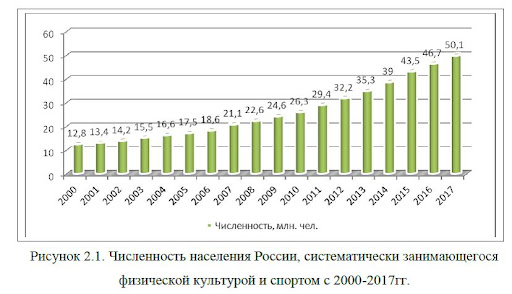 60
50
40
30
20
10
0
12,8 13,4 14,2 15,5 16,6 17,5 18,6 21,1 22,6 24,6 26,3 29,4 32,2 35,3 39 43,5 46,7 50,1
2000 2001 2002 2003 2004 2005 2006 2007 2008 2009 2010 2011 2012 2013 2014 2015 2016 2017
Численность, млн. чел.
Рисунок 2.1. Численность населения России, систематически занимающегося
физической культурой и спортом с 2000-2017гг.